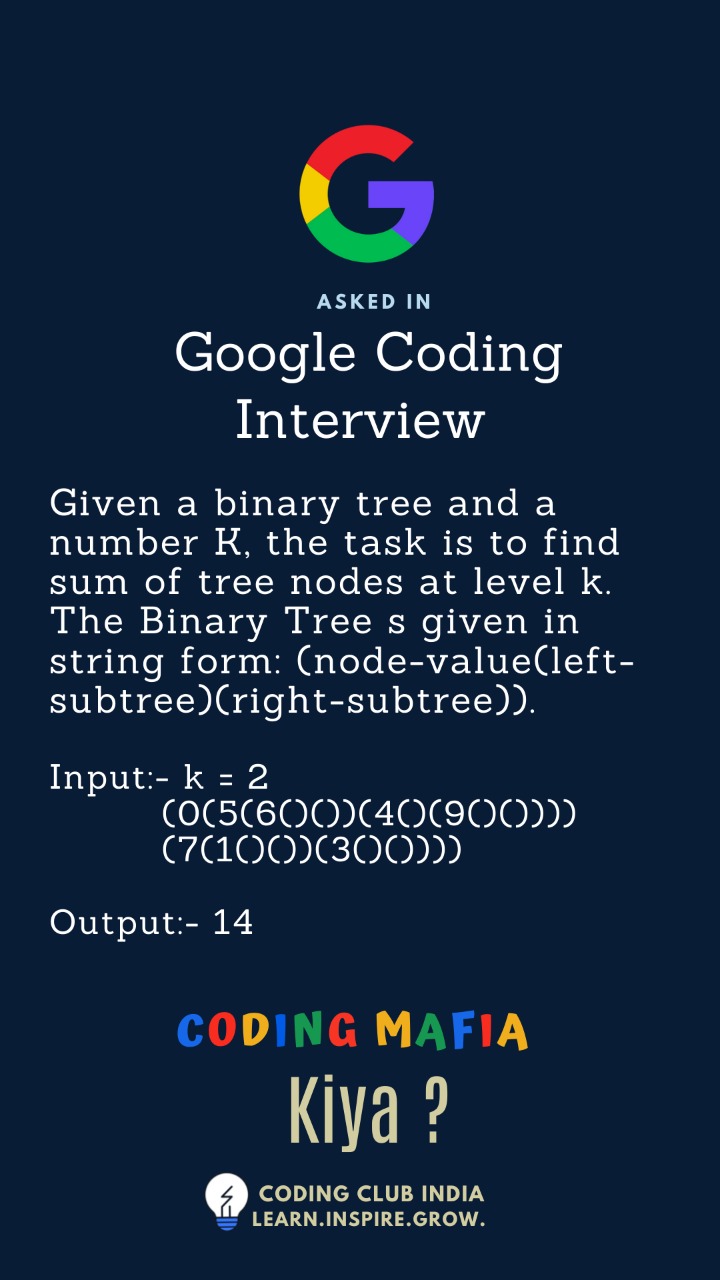 ASKED IN
Google Coding
Interview
Given a binary tree and a
number K, the task is to find
sum of tree nodes at level k.
The Binary Tree s given in
string form: (node-value(left-
subtree)(right-subtree)).
Input:- k = 2
(0(5(6()())(4()(9()())))
(7(1()())(3()())))
Output:- 14
CODING MAFIA
Kiya ?
CODING CLUB INDIA
LEARN.INSPIRE.GROW.